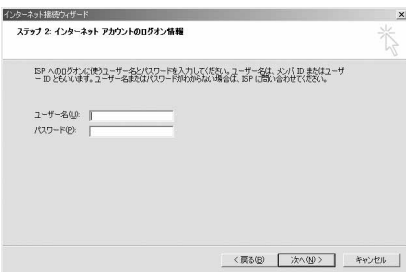 インターネット接続ウィザード
ステップ 2: インターネット アカウントのログオン情報
ISP へのログオンに使うユーザー名とパスワードを入力してください。ユーザー名は、メンバ ID またはユーザ
ー ID ともいいます。ユーザー名またはパスワードがわからない場合は、ISP に問い合わせてください。
ユーザー名(U):
パスワード(P):
< 戻る(B)
次へ(N) >
キャンセル